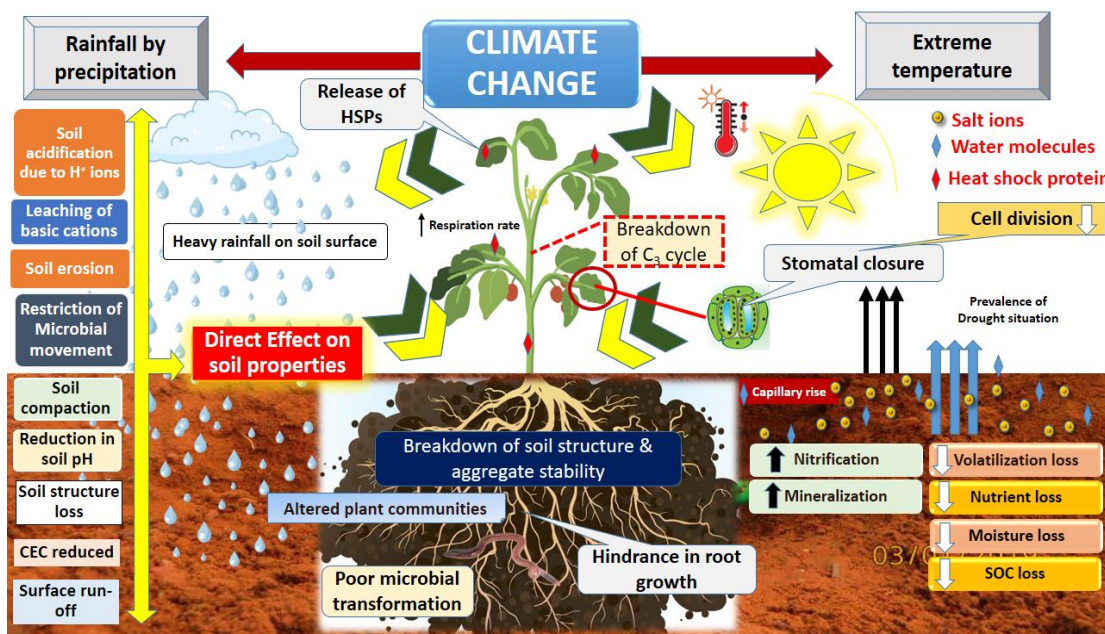 Rainfall by
precipitation
CLIMATE
CHANGE
Extreme
temperature
Release of
HSPs
Salt ions
Water molecules
Heat shock protein
Soil
acidification
due to H⁺ ions
Leaching of
basic cations
Soil erosion
Restriction of
Microbial
movement
Heavy rainfall on soil surface
Respiration rate
Breakdown
of C₃ cycle
Cell division
Stomatal closure
Prevalence of
Drought situation
Direct Effect on
soil properties
Soil
compaction
Reduction in
soil pH
Soil structure
loss
CEC reduced
Surface run-
off
Breakdown of soil structure &
aggregate stability
Altered plant communities
Hindrance in root
growth
Poor microbial
transformation
Capillary rise
Nitrification
Mineralization
Volatilization loss
Nutrient loss
Moisture loss
SOC loss